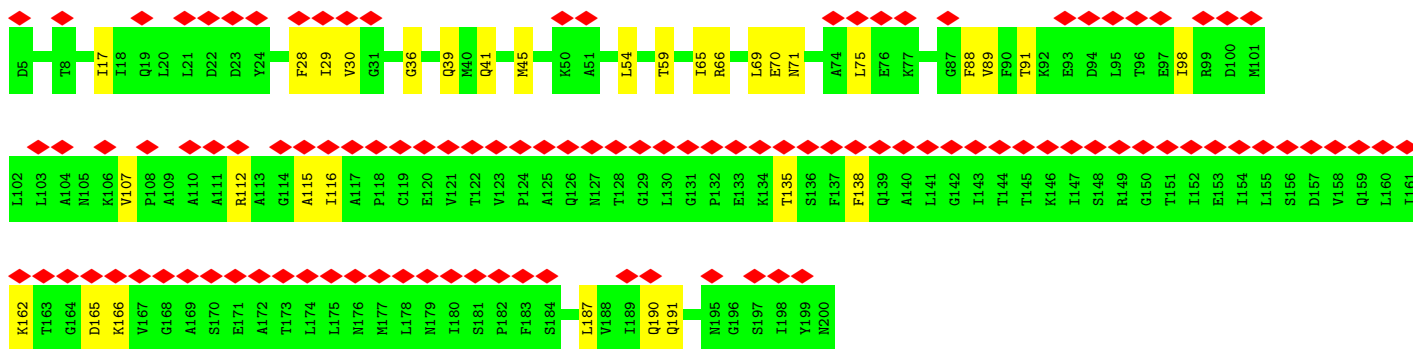 D5 T8 I17 I18 Q19 L20 L21 D22 D23 Y24 F28 I29 V30 G31 G36 Q39 M40 Q41 M45 K50 A51 L54 T59 I65 R66 L69 E70 N71 A74 L75 E76 K77 G87 F88 V89 F90 T91 K92 E93 D94 L95 T96 E97 I98 R99 D100 M101
L102 L103 A104 N105 K106 V107 P108 A109 A110 A111 R112 A113 G114 A115 I116 A117 P118 C119 E120 V121 T122 V123 P124 A125 Q126 N127 T128 G129 L130 G131 P132 E133 K134 T135 S136 F137 F138 Q139 A140 L141 G142 I143 T144 T145 K146 I147 S148 R149 G150 T151 I152 E153 I154 L155 S156 D157 V158 Q159 L160 I161
K162 T163 G164 D165 K166 V167 G168 A169 S170 E171 A172 T173 L174 L175 N176 M177 L178 N179 I180 S181 P182 F183 S184 L187 V188 I189 Q190 Q191 N195 G196 S197 I198 Y199 N200